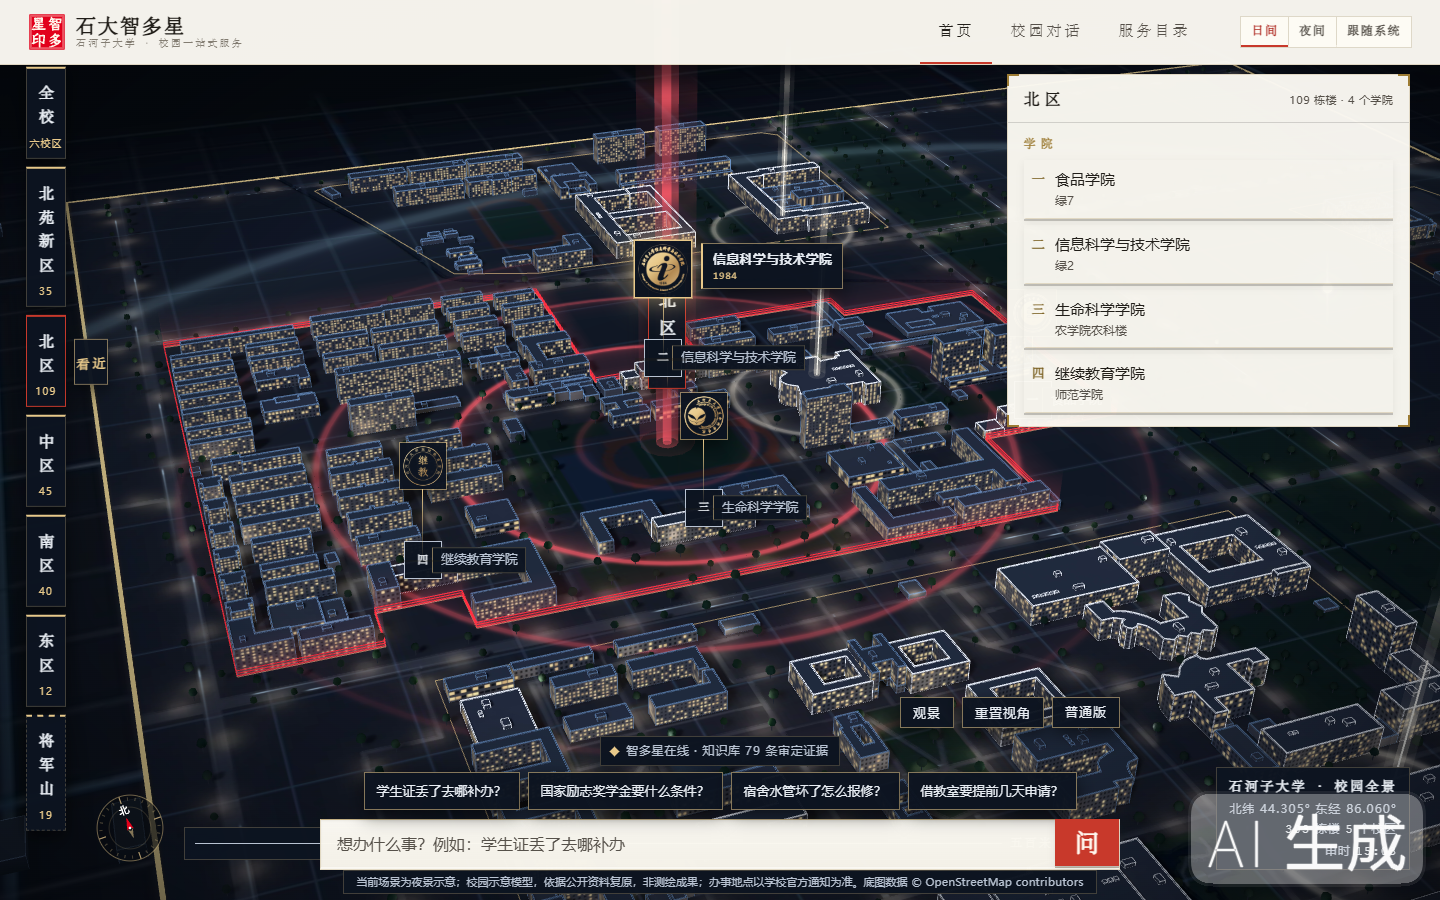 星智
印多
石大智多星
石河子大学 · 校园一站式服务
首页
校园对话
服务目录
日间
夜间
跟随系统
全校
六校区
北苑新区
35
北区
109
中区
45
南区
40
东区
12
将军山
19
看近
北区
109 栋楼 · 4 个学院
学院
一 食品学院
绿7
二 信息科学与技术学院
绿2
三 生命科学学院
农学院农科楼
四 继续教育学院
师范学院
信息科学与技术学院
1984
北区
二 信息科学与技术学院
继教
三 生命科学学院
四 继续教育学院
观景
重置视角
普通版
智多星在线 · 知识库 79 条审定证据
学生证丢了去哪补办？
国家励志奖学金要什么条件？
宿舍水管坏了怎么报修？
借教室要提前几天申请？
想办什么事？例如：学生证丢了去哪补办
问
当前场景为夜景示意；校园示意模型，依据公开资料复原，非测绘成果；办事地点以学校官方通知为准。底图数据 © OpenStreetMap contributors
北
石河子大学 · 校园全景
北纬 44.305° 东经 86.060°
AI 生成